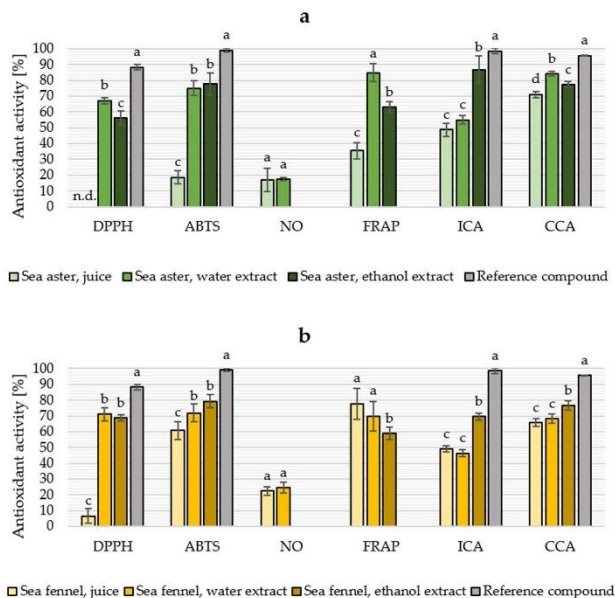 a
Antioxidant activity [%]
100
90
80
70
60
50
40
30
20
10
0
n.d. b c a
c b b a
a a
c a b
c c b a
d b c a
DPPH ABTS NO FRAP ICA CCA
Sea aster, juice Sea aster, water extract Sea aster, ethanol extract Reference compound
b
Antioxidant activity [%]
100
90
80
70
60
50
40
30
20
10
0
c b b a
c b b a
a a
a a b
c c b a
c c b a
DPPH ABTS NO FRAP ICA CCA
Sea fennel, juice Sea fennel, water extract Sea fennel, ethanol extract Reference compound